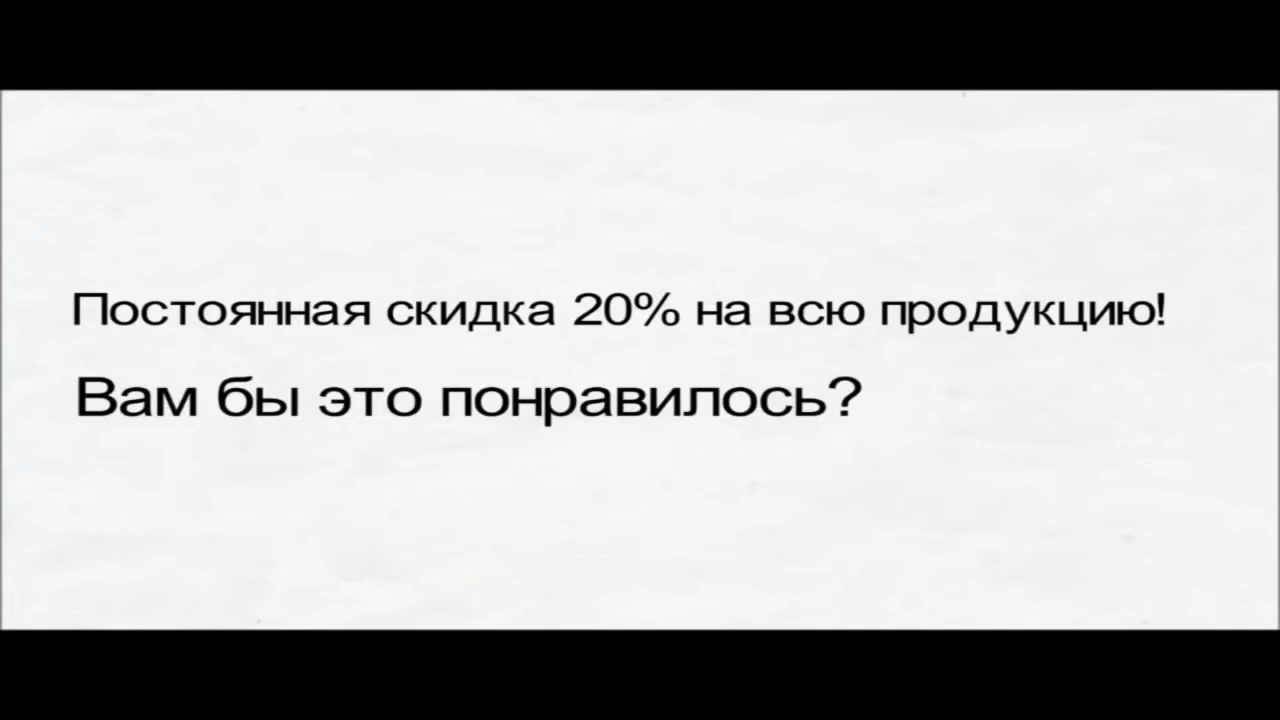 Постоянная скидка 20% на всю продукцию!
Вам бы это понравилось?